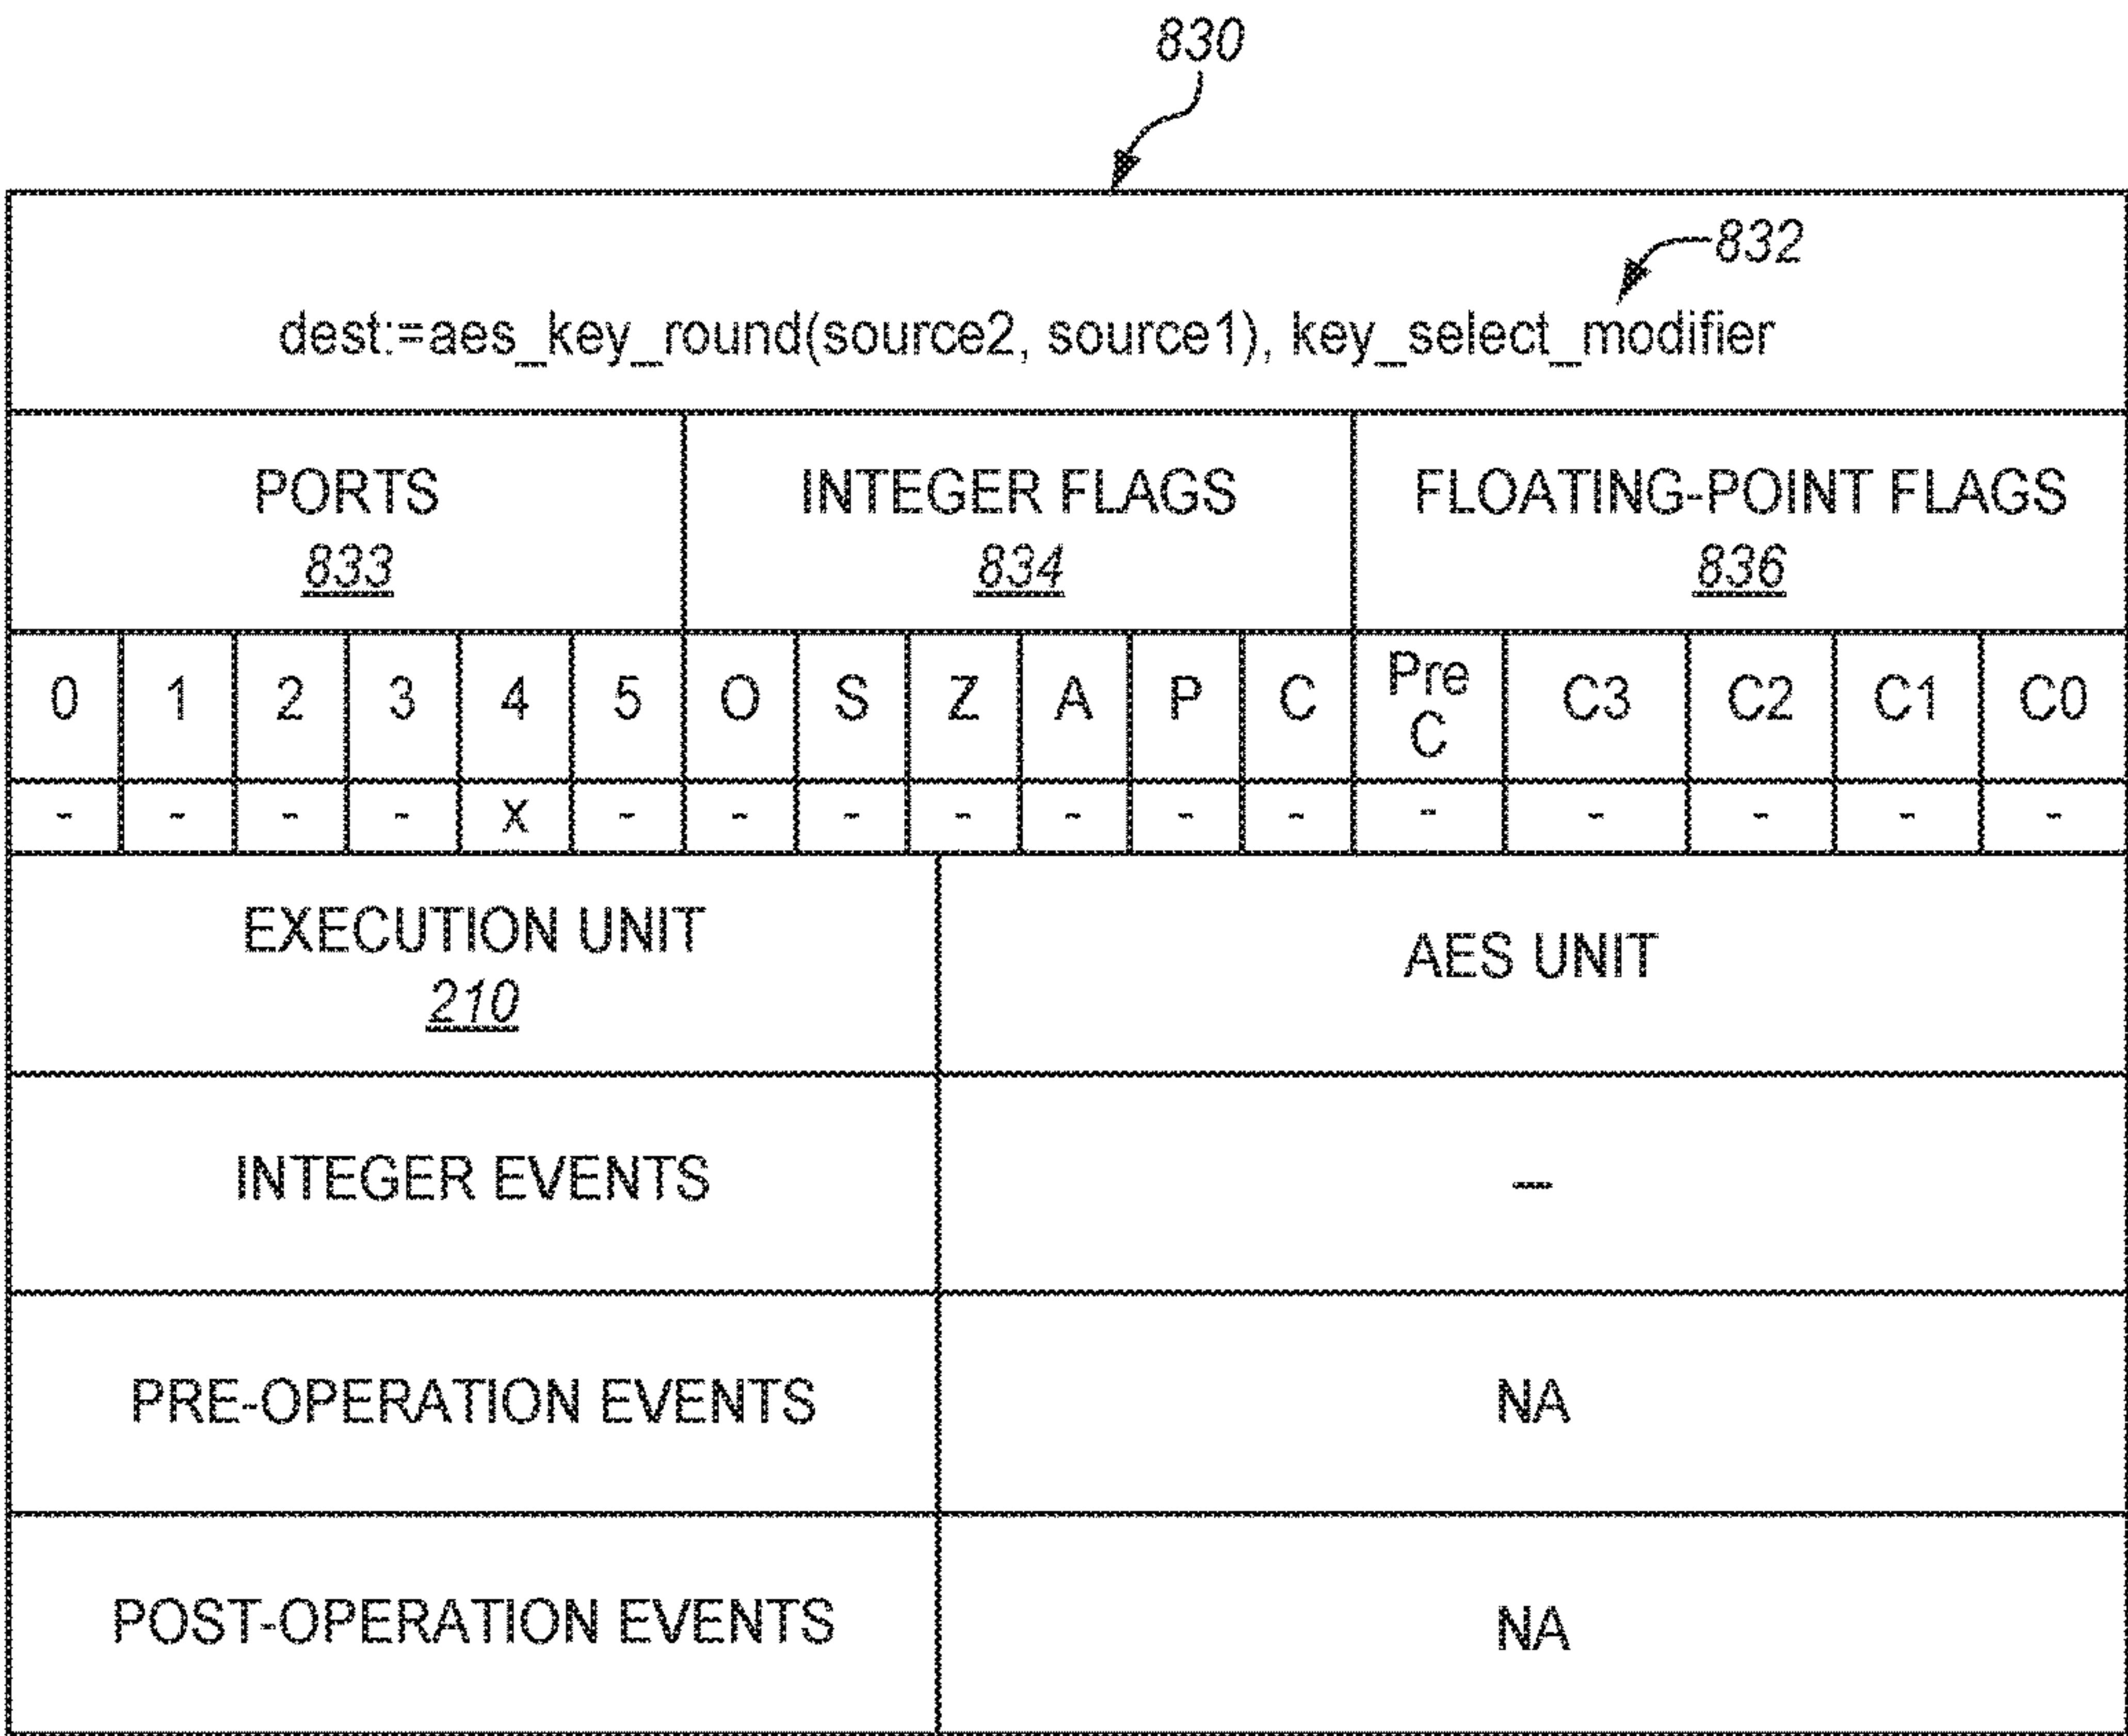 830
832
dest:=aes_key_round(source2, source1), key_select_modifier
PORTS INTEGER FLAGS FLOATING-POINT FLAGS
833 834 836
0 1 2 3 4 5 O S Z A P C Pre C C3 C2 C1 C0
- - - - x - - - - - - - - - - - -
EXECUTION UNIT AES UNIT
210
INTEGER EVENTS —
PRE-OPERATION EVENTS NA
POST-OPERATION EVENTS NA